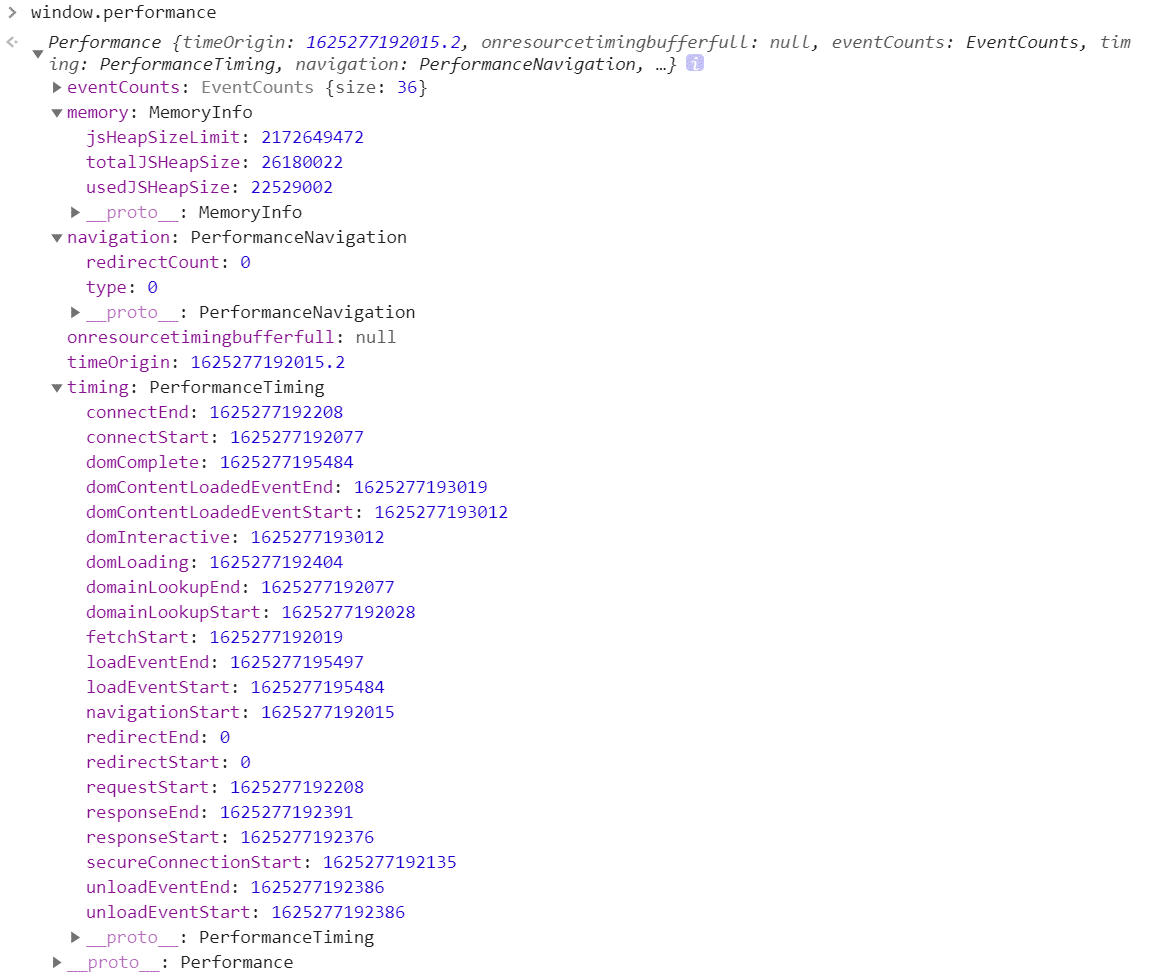 > window.performance
Performance {timeOrigin: 1625277192015.2, onresourcetimingbufferfull: null, eventCounts: EventCounts, tim
ing: PerformanceTiming, navigation: PerformanceNavigation, …} i
eventCounts: EventCounts {size: 36}
memory: MemoryInfo
jsHeapSizeLimit: 2172649472
totalJSHeapSize: 26180022
usedJSHeapSize: 22529002
__proto__: MemoryInfo
navigation: PerformanceNavigation
redirectCount: 0
type: 0
__proto__: PerformanceNavigation
onresourcetimingbufferfull: null
timeOrigin: 1625277192015.2
timing: PerformanceTiming
connectEnd: 1625277192208
connectStart: 1625277192077
domComplete: 1625277195484
domContentLoadedEventEnd: 1625277193019
domContentLoadedEventStart: 1625277193012
domInteractive: 1625277193012
domLoading: 1625277192404
domainLookupEnd: 1625277192077
domainLookupStart: 1625277192028
fetchStart: 1625277192019
loadEventEnd: 1625277195497
loadEventStart: 1625277195484
navigationStart: 1625277192015
redirectEnd: 0
redirectStart: 0
requestStart: 1625277192208
responseEnd: 1625277192391
responseStart: 1625277192376
secureConnectionStart: 1625277192135
unloadEventEnd: 1625277192386
unloadEventStart: 1625277192386
__proto__: PerformanceTiming
__proto__: Performance